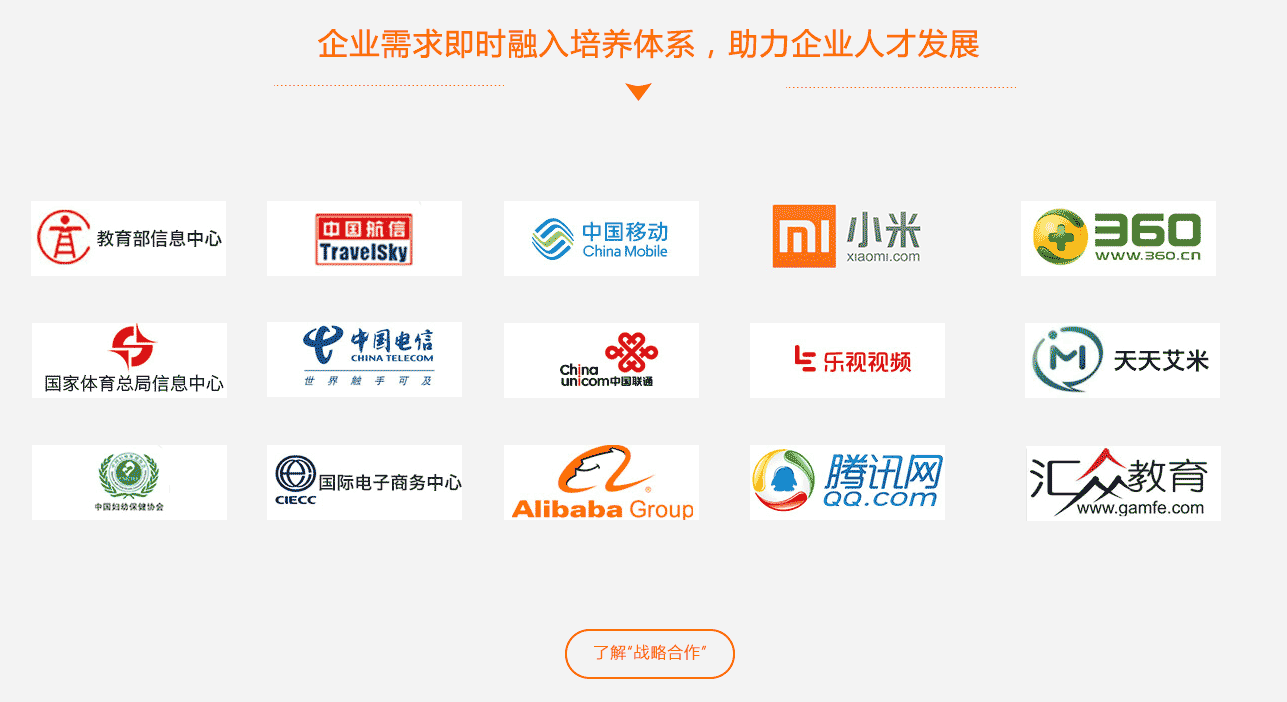 企业需求即时融入培养体系，助力企业人才发展
教育部信息中心
中国航信
TravelSky
中国移动
China Mobile
小米
xiaomi.com
360
www.360.cn
国家体育总局信息中心
中国电信
CHINA TELECOM
世界触手可及
China
unicom中国联通
乐视视频
天天艾米
中国妇幼保健协会
CIECC
国际电子商务中心
Alibaba Group
腾讯网
QQ.com
汇众教育
www.gamfe.com
了解“战略合作”